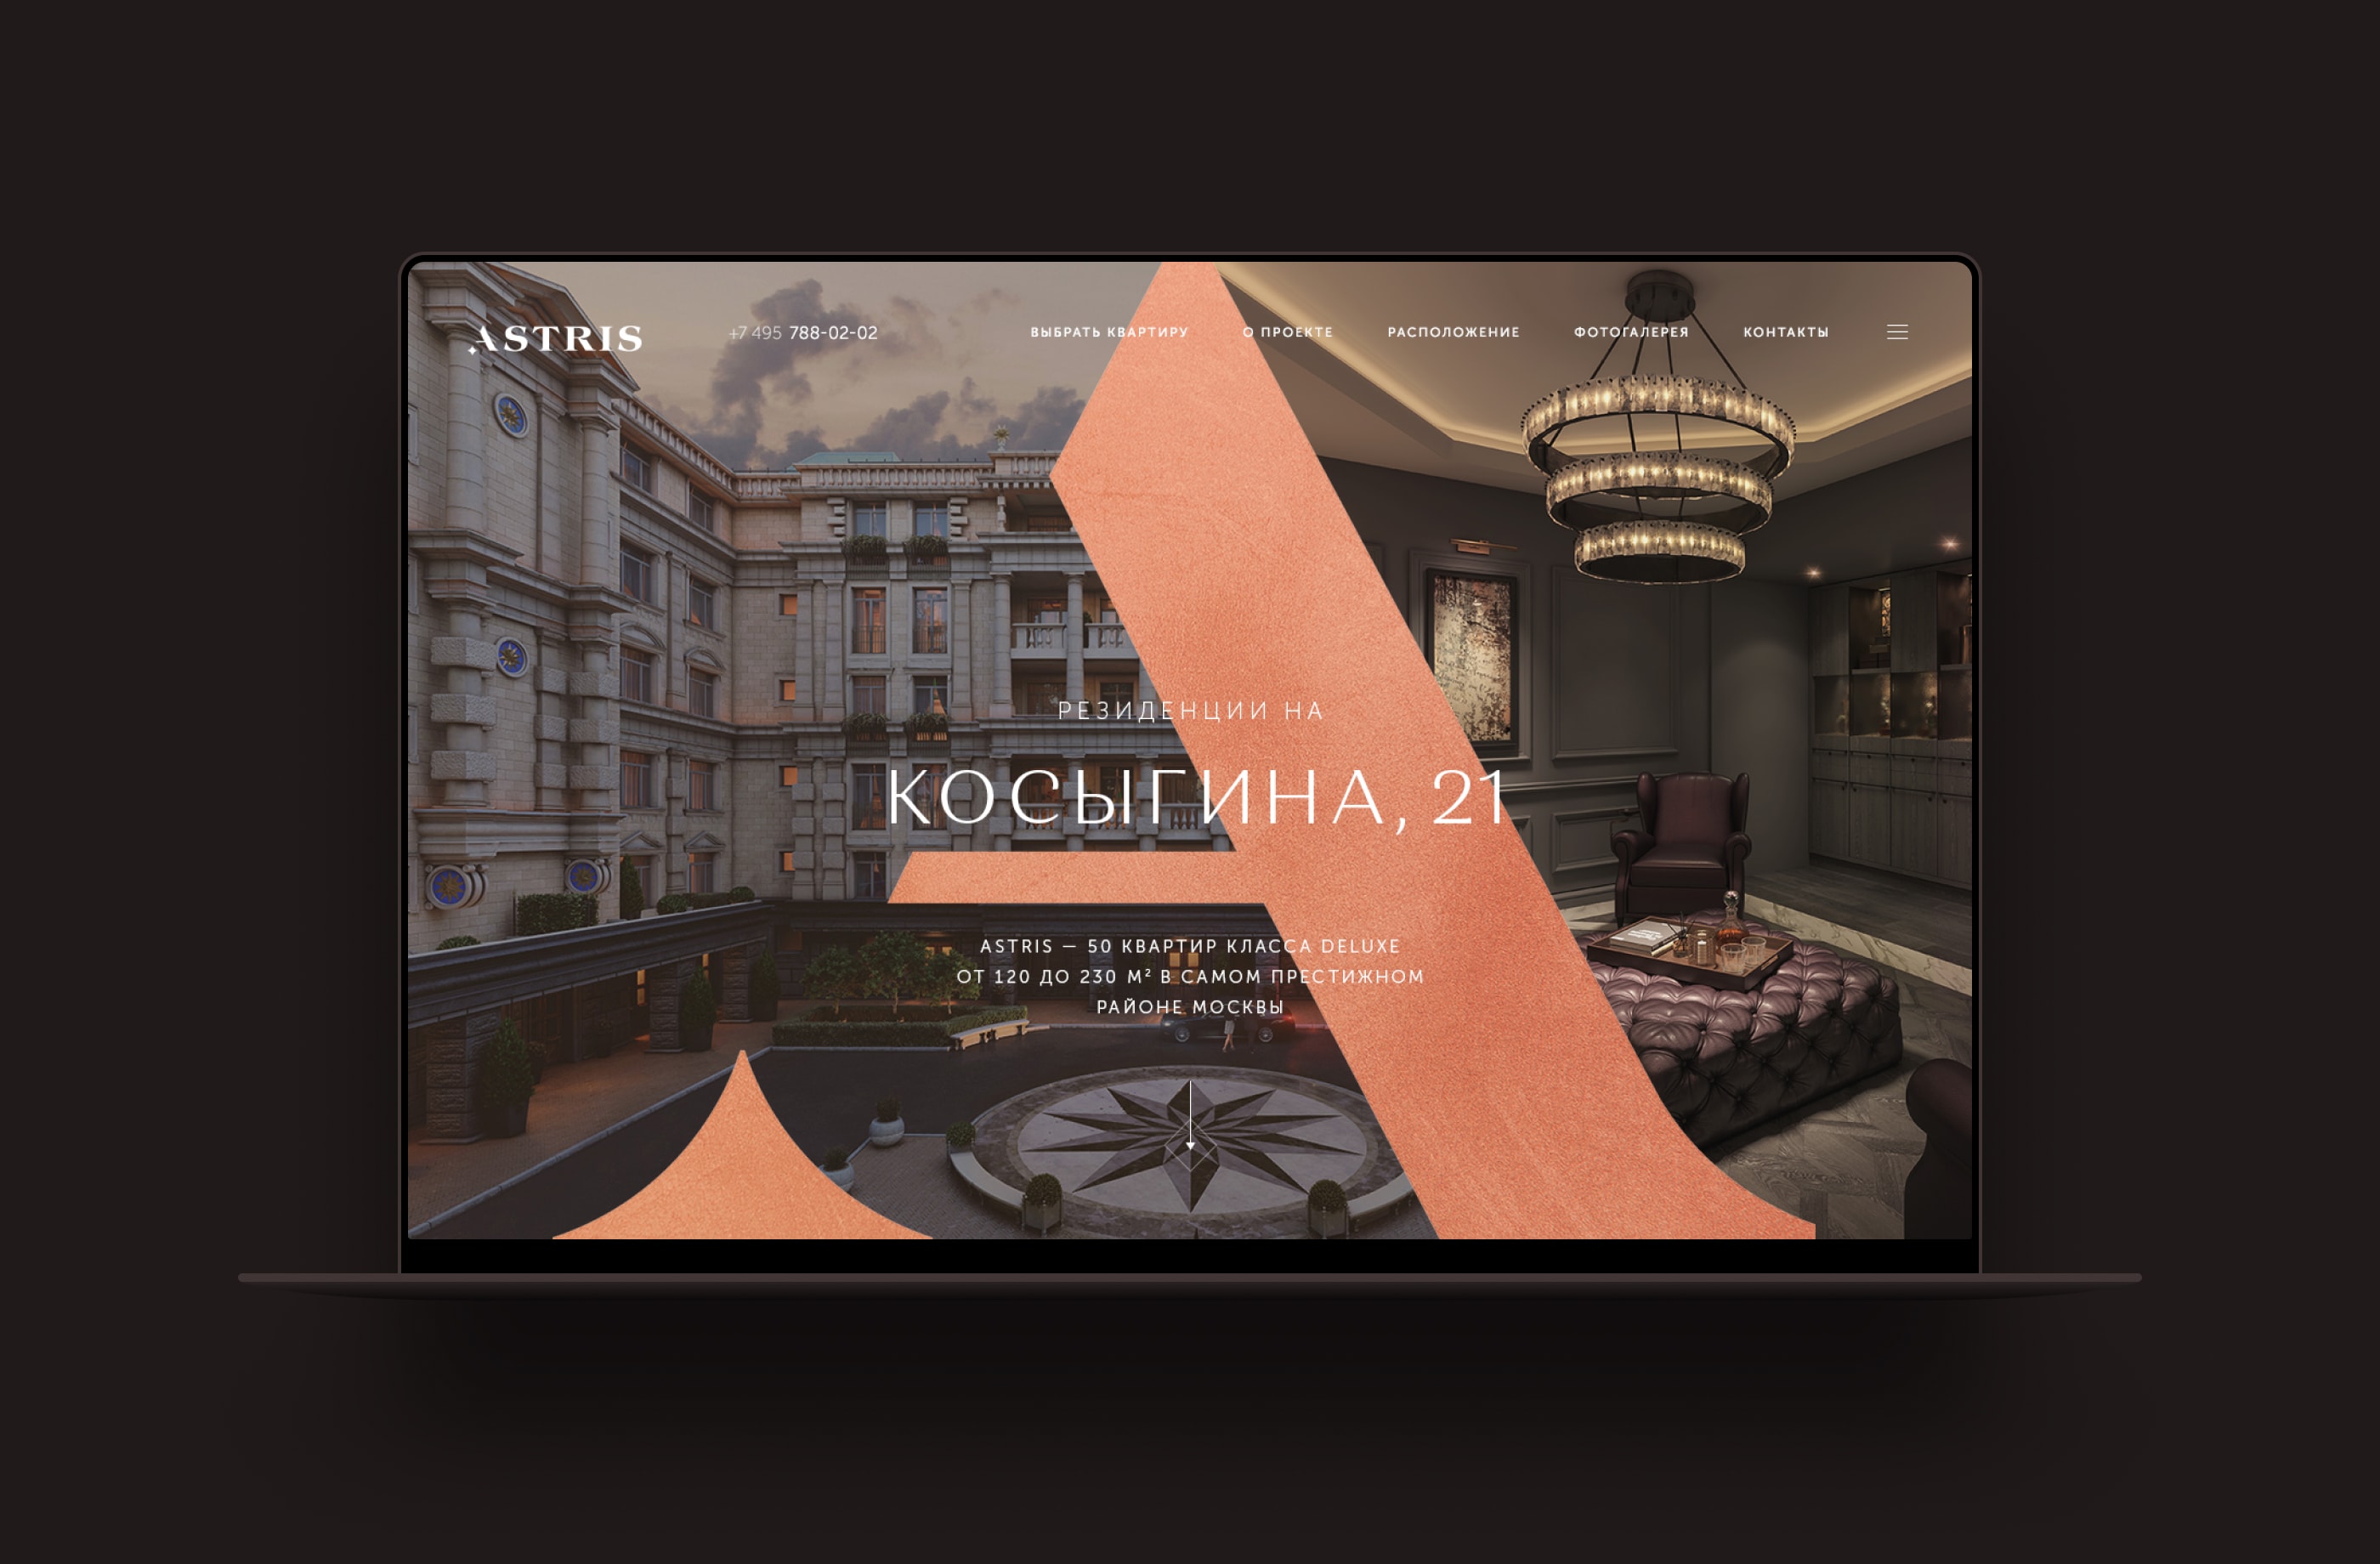 ASTRIS
+7 495 788-02-02
ВЫБРАТЬ КВАРТИРУ
О ПРОЕКТЕ
РАСПОЛОЖЕНИЕ
ФОТОГАЛЕРЕЯ
КОНТАКТЫ
РЕЗИДЕНЦИИ НА
КОСЫГИНА, 21
ASTRIS — 50 КВАРТИР КЛАССА DELUXE
ОТ 120 ДО 230 М² В САМОМ ПРЕСТИЖНОМ
РАЙОНЕ МОСКВЫ